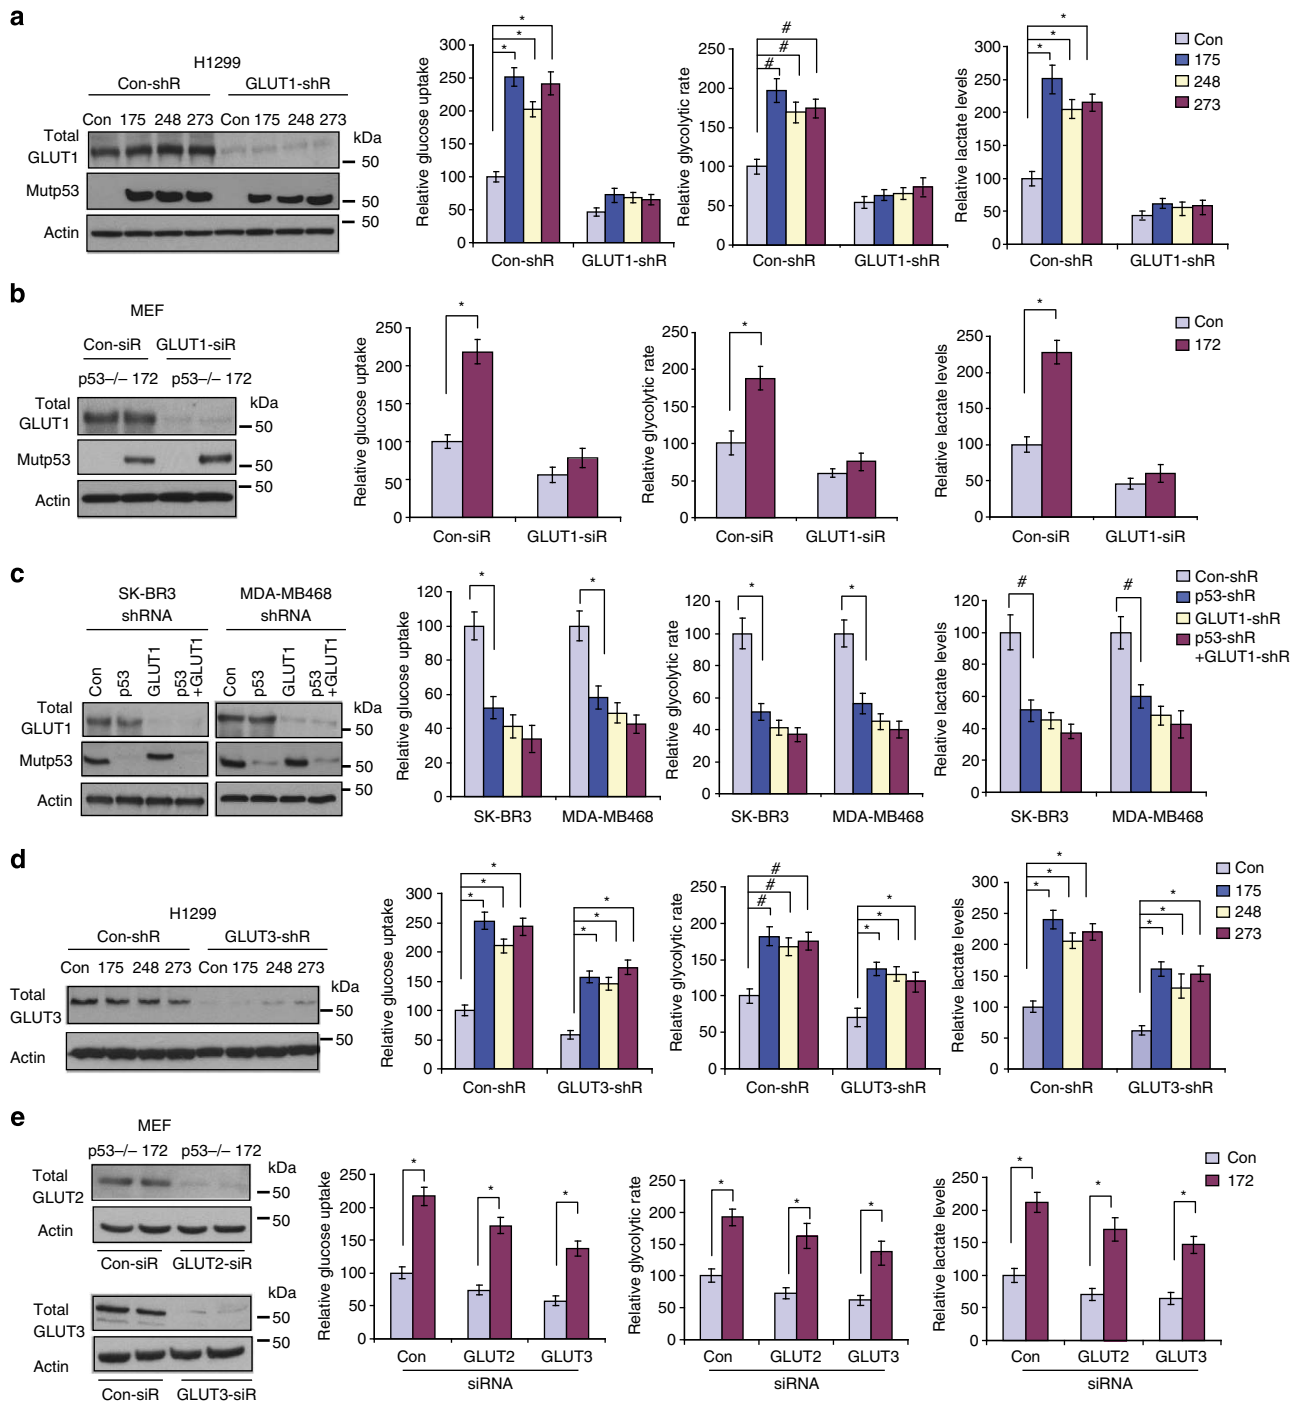 a
H1299
Con-shR GLUT1-shR
Con 175 248 273 Con 175 248 273
kDa
Total
GLUT1
50
Mutp53
50
50
Actin
Relative glucose uptake
300
250
200
150
100
50
0
* * *
Con-shR GLUT1-shR
Relative glycolytic rate
250
200
150
100
50
0
# # #
Con-shR GLUT1-shR
Relative lactate levels
300
250
200
150
100
50
0
* * *
Con-shR GLUT1-shR
Con
175
248
273
b
MEF
Con-siR GLUT1-siR
p53–/– 172 p53–/– 172
kDa
Total
GLUT1
50
Mutp53
50
50
Actin
Relative glucose uptake
250
200
150
100
50
0
*
Con-siR GLUT1-siR
Relative glycolytic rate
250
200
150
100
50
0
*
Con-siR GLUT1-siR
Relative lactate levels
250
200
150
100
50
0
*
Con-siR GLUT1-siR
Con
172
c
SK-BR3
shRNA
MDA-MB468
shRNA
Con p53 GLUT1 p53 +GLUT1
Con p53 GLUT1 p53 +GLUT1
kDa
Total
GLUT1
50
Mutp53
50
50
Actin
Relative glucose uptake
120
100
80
60
40
20
0
* *
SK-BR3 MDA-MB468
Relative glycolytic rate
120
100
80
60
40
20
0
* *
SK-BR3 MDA-MB468
Relative lactate levels
120
100
80
60
40
20
0
# #
SK-BR3 MDA-MB468
Con-shR
p53-shR
GLUT1-shR
p53-shR
+GLUT1-shR
d
H1299
Con-shR GLUT3-shR
Con 175 248 273 Con 175 248 273
kDa
Total
GLUT3
50
50
Actin
Relative glucose uptake
300
250
200
150
100
50
0
* * * * * *
Con-shR GLUT3-shR
Relative glycolytic rate
250
200
150
100
50
0
# # # * * *
Con-shR GLUT3-shR
Relative lactate levels
300
250
200
150
100
50
0
* * * * * *
Con-shR GLUT3-shR
Con
175
248
273
e
MEF
p53–/– 172 p53–/– 172
kDa
Total
GLUT2
50
50
Actin
Con-siR GLUT2-siR
kDa
Total
GLUT3
50
50
Actin
Con-siR GLUT3-siR
Relative glucose uptake
250
200
150
100
50
0
* * *
Con GLUT2 GLUT3
siRNA
Relative glycolytic rate
250
200
150
100
50
0
* * *
Con GLUT2 GLUT3
siRNA
Relative lactate levels
250
200
150
100
50
0
* * *
Con GLUT2 GLUT3
siRNA
Con
172